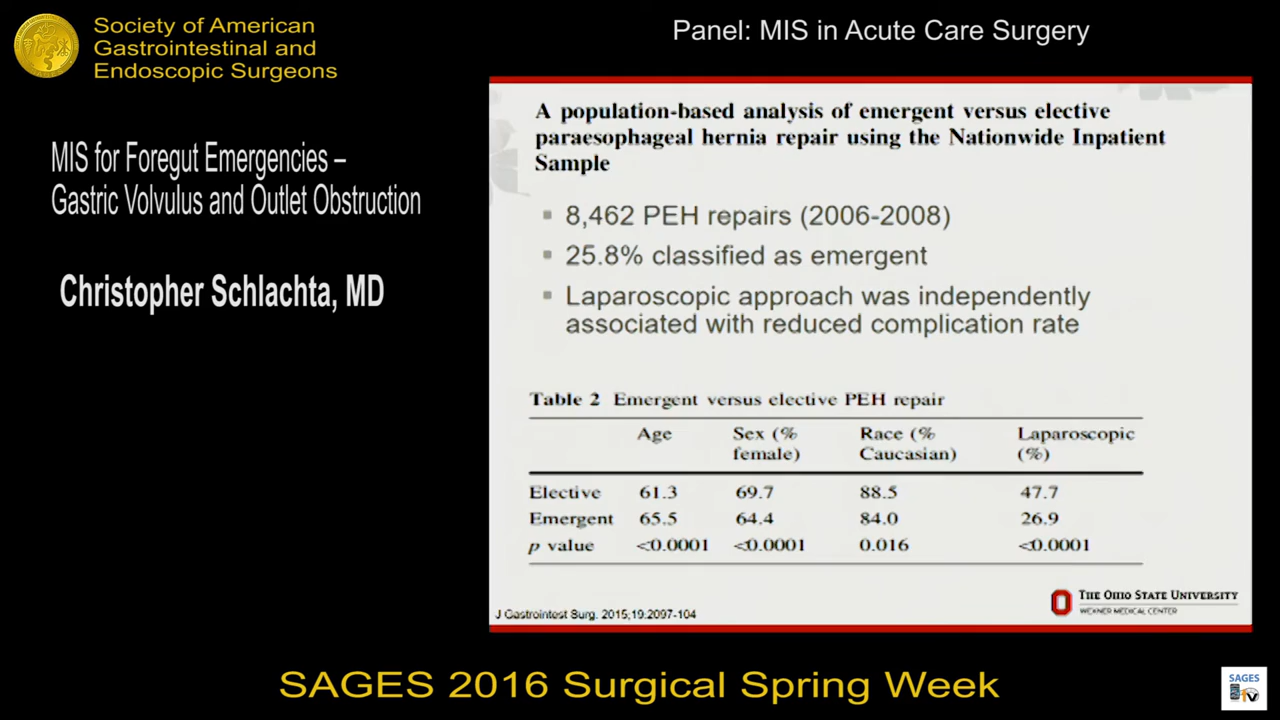 Society of American
Gastrointestinal and
Endoscopic Surgeons
Panel: MIS in Acute Care Surgery
MIS for Foregut Emergencies –
Gastric Volvulus and Outlet Obstruction
Christopher Schlachta, MD
A population-based analysis of emergent versus elective
paraesophageal hernia repair using the Nationwide Inpatient
Sample
▪ 8,462 PEH repairs (2006-2008)
▪ 25.8% classified as emergent
▪ Laparoscopic approach was independently
associated with reduced complication rate
Table 2 Emergent versus elective PEH repair
Age Sex (% female) Race (% Caucasian) Laparoscopic (%)
Elective 61.3 69.7 88.5 47.7
Emergent 65.5 64.4 84.0 26.9
p value <0.0001 <0.0001 0.016 <0.0001
J Gastrointest Surg. 2015;19:2097-104
THE OHIO STATE UNIVERSITY
WEXNER MEDICAL CENTER
SAGES 2016 Surgical Spring Week
SAGES
TV